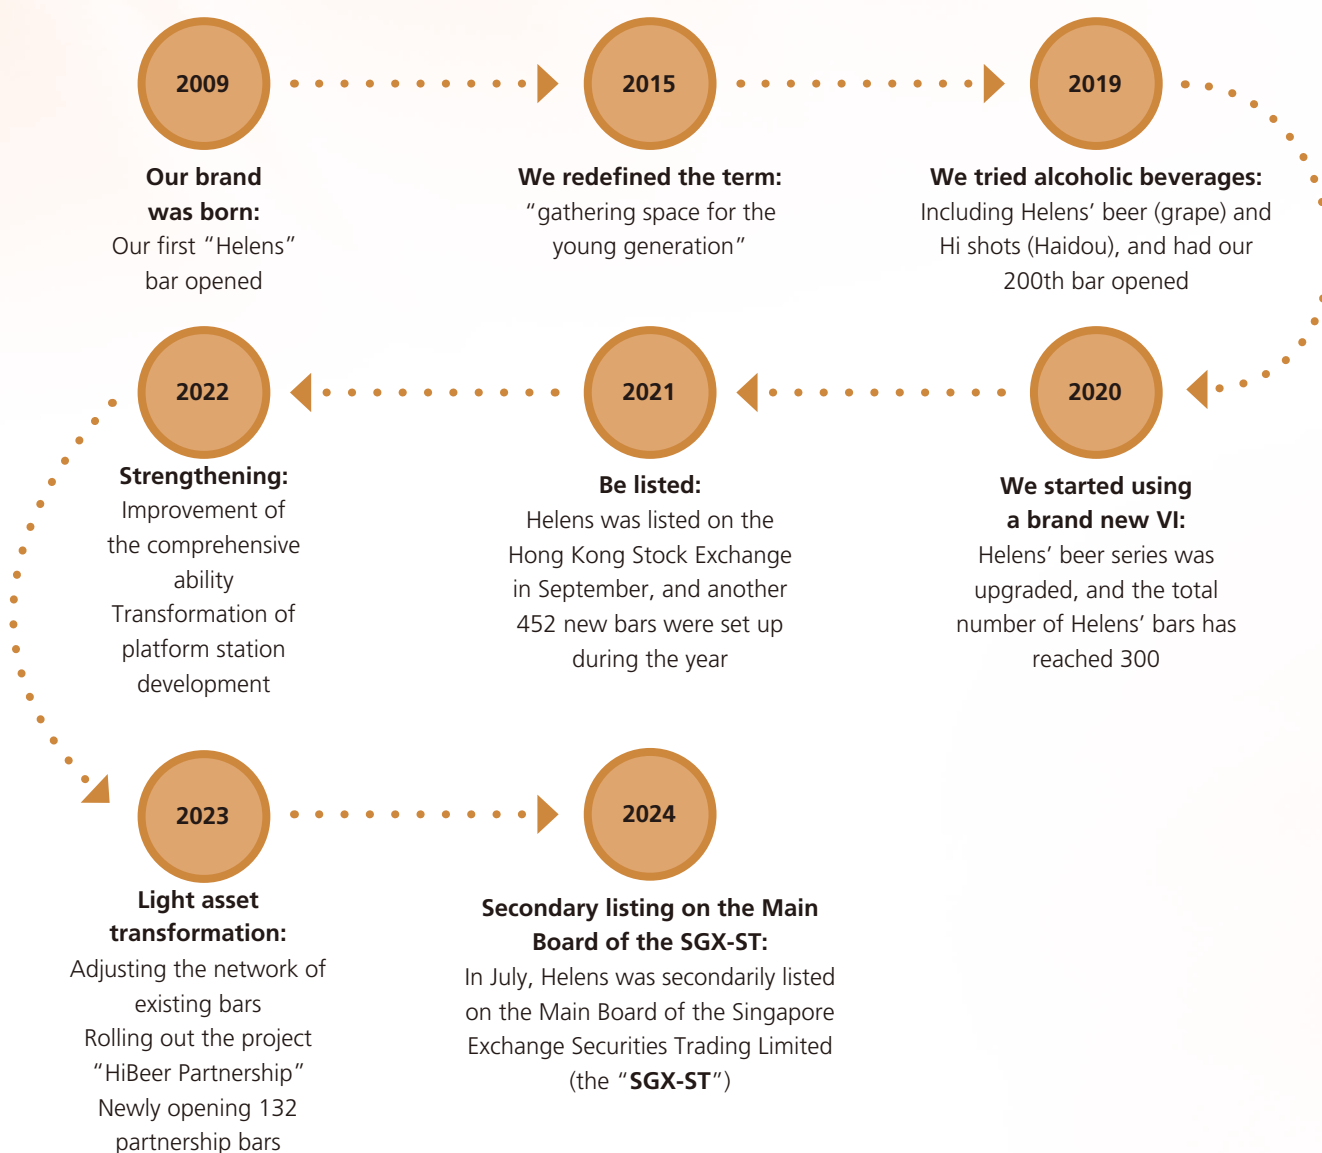 2009
Our brand
was born:
Our first “Helens”
bar opened
2015
We redefined the term:
“gathering space for the
young generation”
2019
We tried alcoholic beverages:
Including Helens’ beer (grape) and
Hi shots (Haidou), and had our
200th bar opened
2020
We started using
a brand new VI:
Helens’ beer series was
upgraded, and the total
number of Helens’ bars has
reached 300
2021
Be listed:
Helens was listed on the
Hong Kong Stock Exchange
in September, and another
452 new bars were set up
during the year
2022
Strengthening:
Improvement of
the comprehensive
ability
Transformation of
platform station
development
2023
Light asset
transformation:
Adjusting the network of
existing bars
Rolling out the project
“HiBeer Partnership”
Newly opening 132
partnership bars
2024
Secondary listing on the Main
Board of the SGX-ST:
In July, Helens was secondarily listed
on the Main Board of the Singapore
Exchange Securities Trading Limited
(the “SGX-ST”)